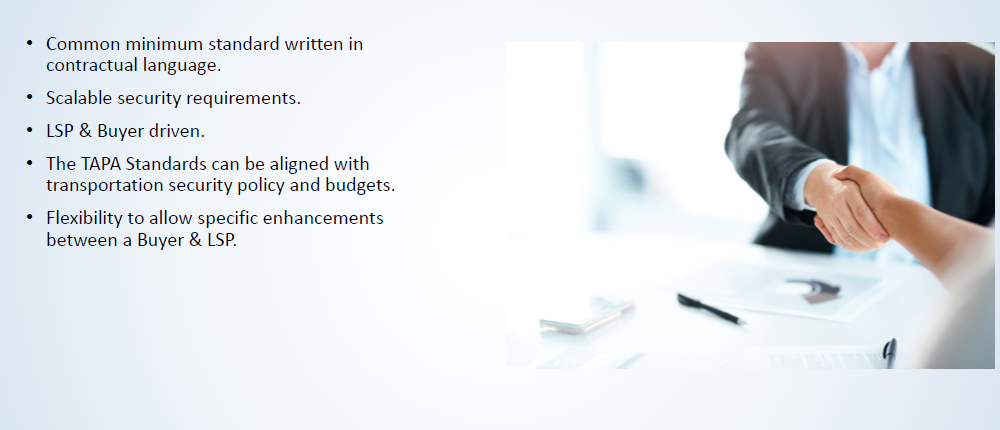 • Common minimum standard written in
contractual language.
• Scalable security requirements.
• LSP & Buyer driven.
• The TAPA Standards can be aligned with
transportation security policy and budgets.
• Flexibility to allow specific enhancements
between a Buyer & LSP.